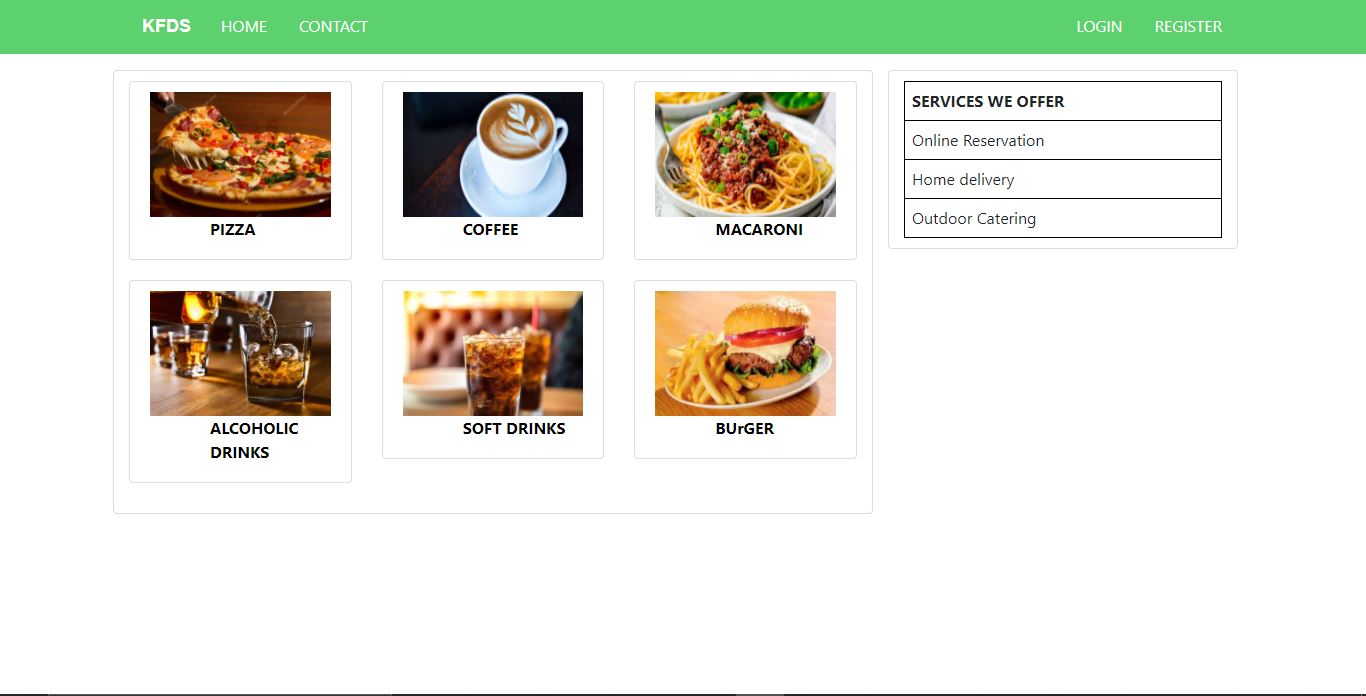 KFDS HOME CONTACT LOGIN REGISTER
PIZZA
COFFEE
MACARONI
ALCOHOLIC
DRINKS
SOFT DRINKS
BUrGER
SERVICES WE OFFER
Online Reservation
Home delivery
Outdoor Catering